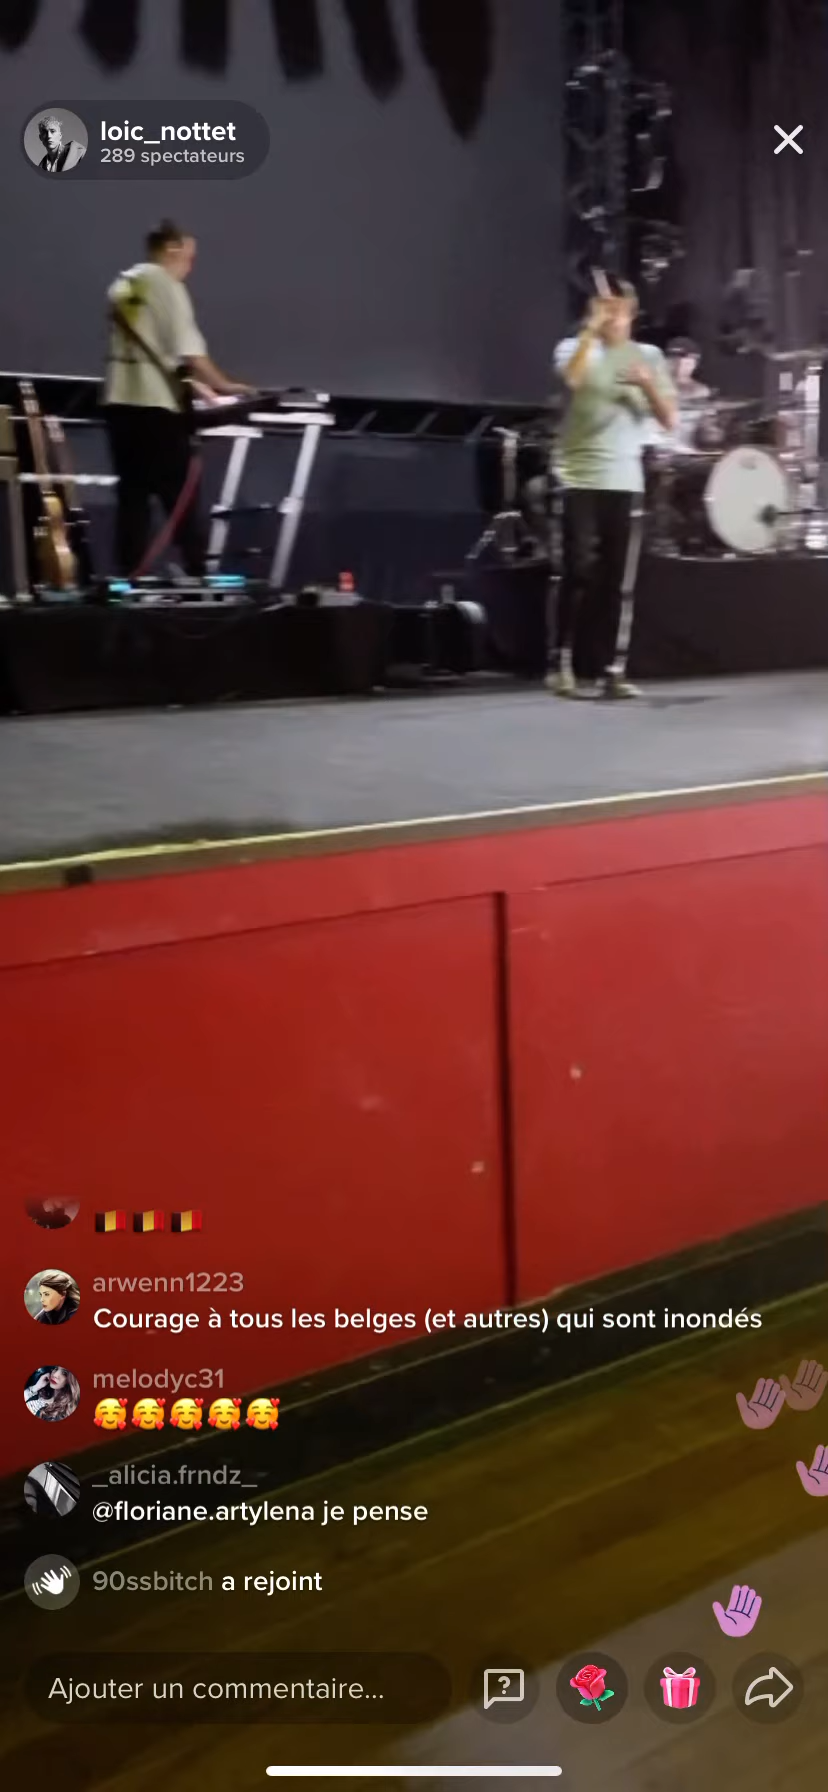 loic_nottet
289 spectateurs
arwenn1223
Courage à tous les belges (et autres) qui sont inondés
melodyc31
_alicia.frndz_
@floriane.artylena je pense
90ssbitch a rejoint
Ajouter un commentaire...